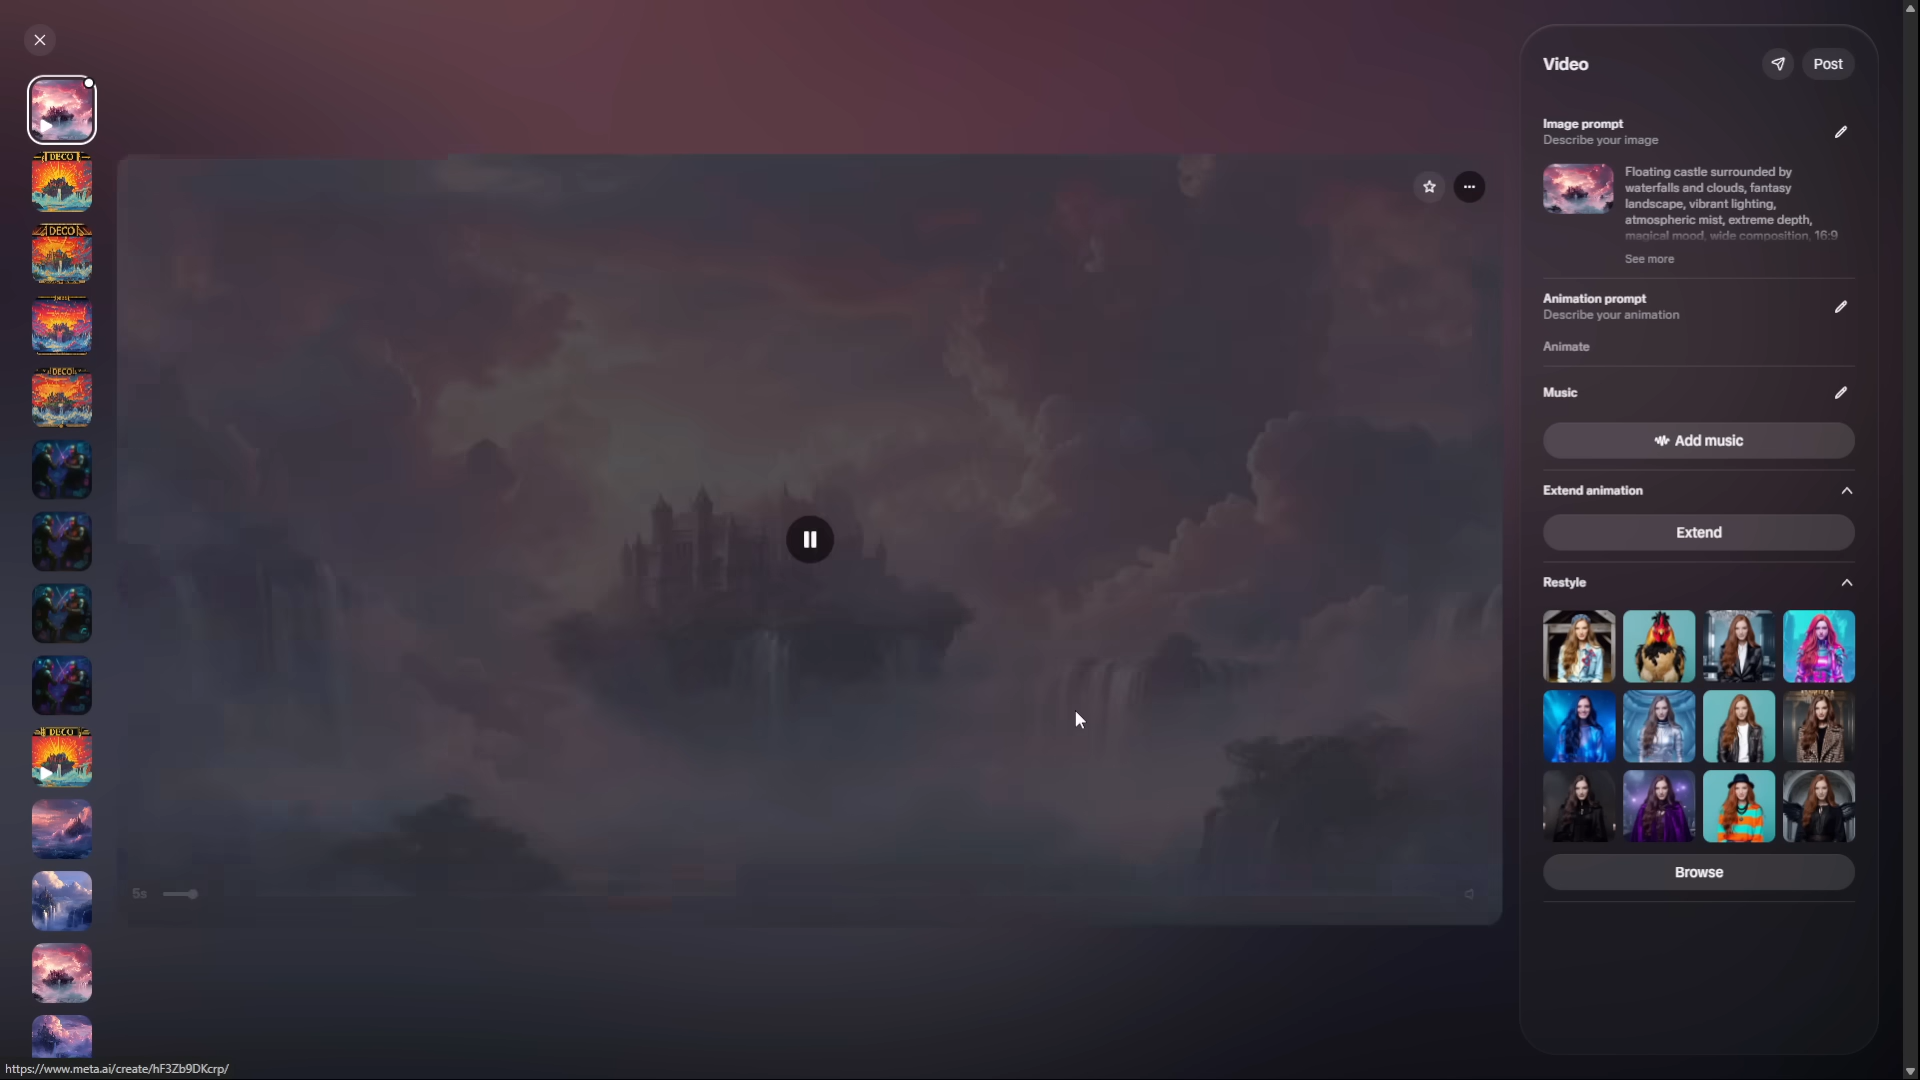 Video
Post
Image prompt
Describe your image
Floating castle surrounded by
waterfalls and clouds, fantasy
landscape, vibrant lighting,
atmospheric mist, extreme depth,
magical mood, wide composition, 16:9
See more
Animation prompt
Describe your animation
Animate
Music
Add music
Extend animation
Extend
Restyle
Browse
DECO
DECO
DECO
DECO
5s
https://www.meta.ai/create/hF3Zb9DKcrp/